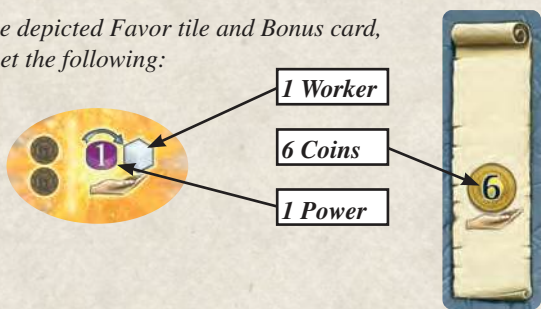 e depicted Favor tile and Bonus card,
et the following:
1 Worker
6 Coins
1 Power
1
6